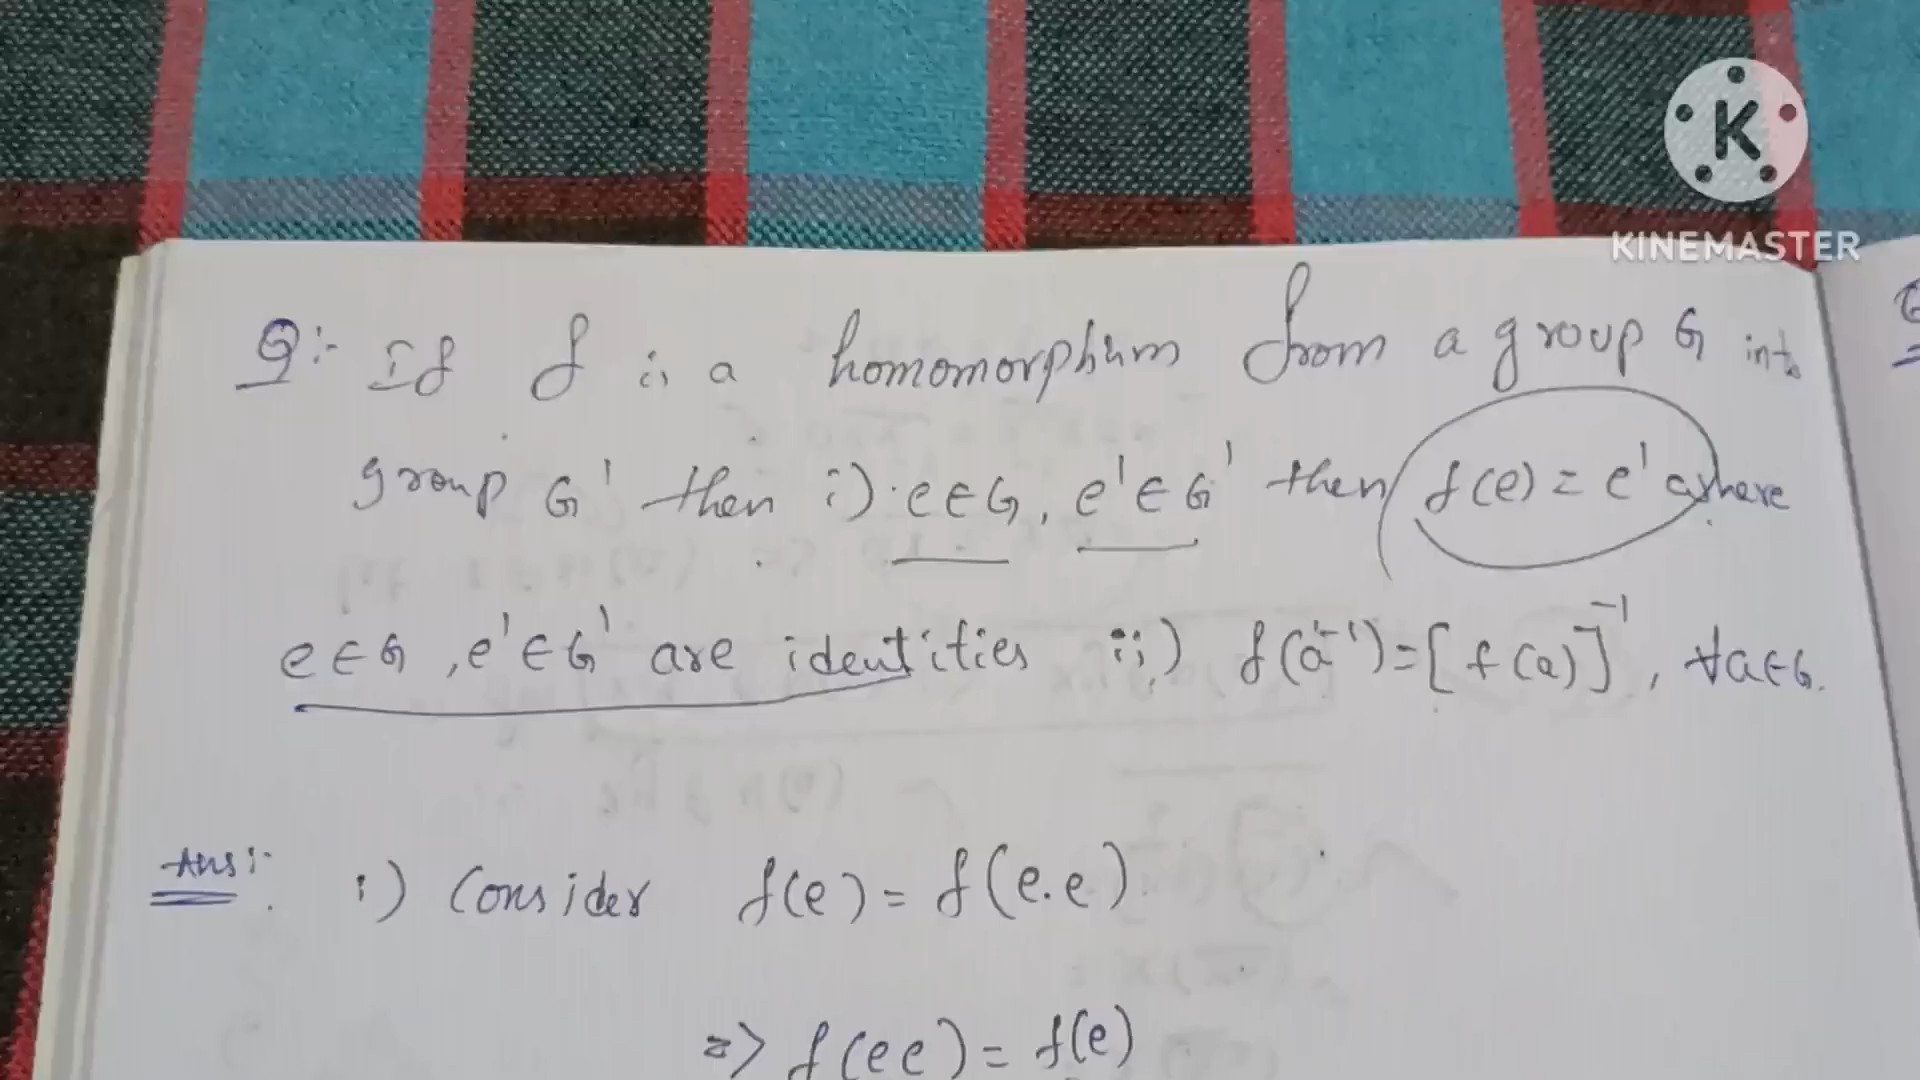 K
KINEMASTER
Q:- If f is a homomorphism from a group G into
group G' then i) e∈G, e'∈G' then f(e) = e' where
e∈G, e'∈G' are identities ii) f(a⁻¹) = [f(a)]⁻¹, ∀a∈G.
Ans:- i) Consider f(e) = f(e.e)
=> f(ee) = f(e)